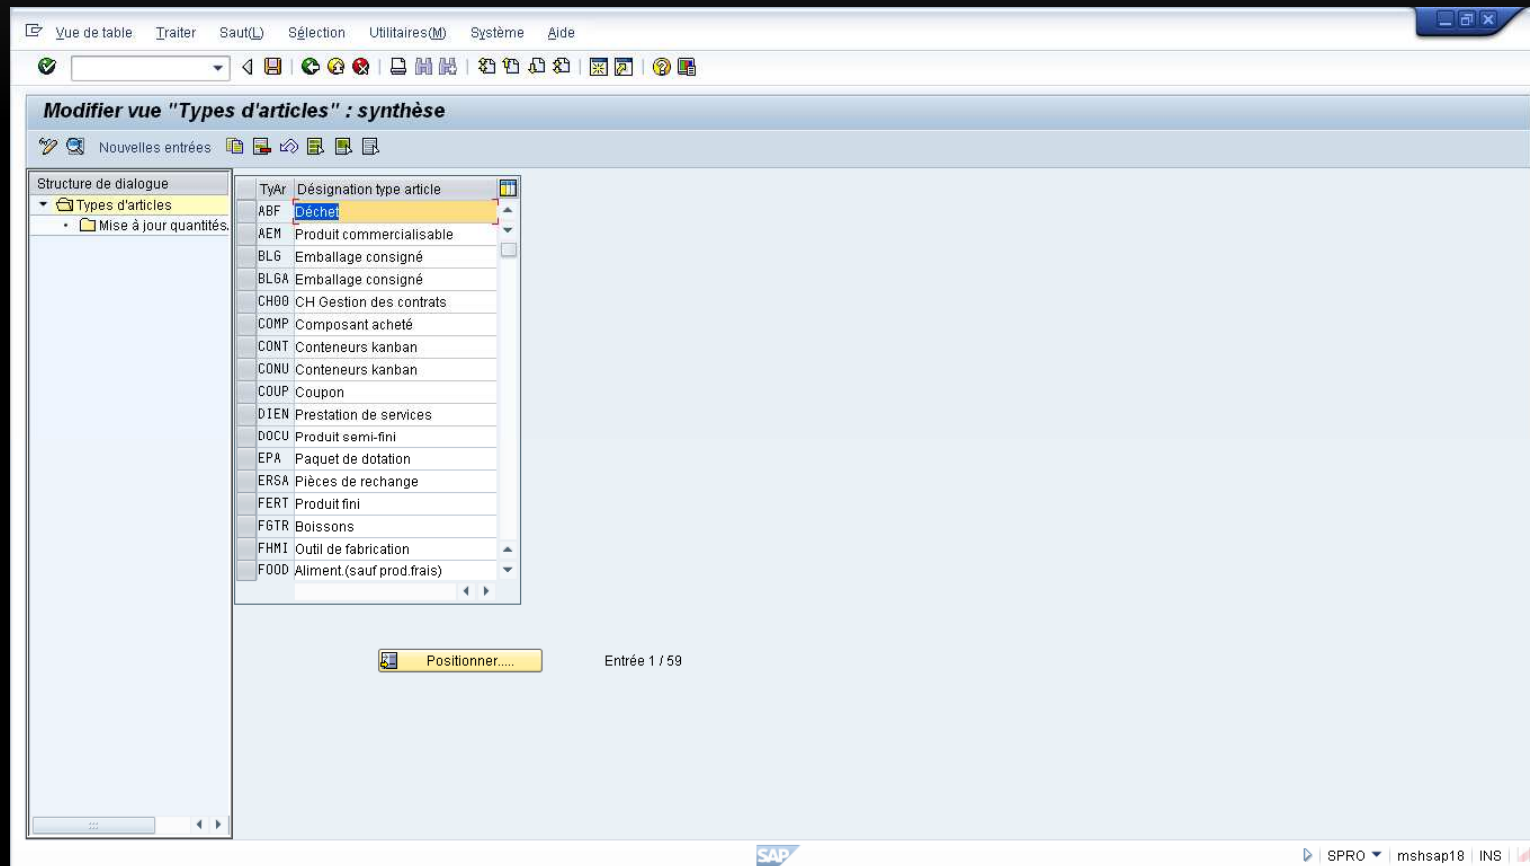 Vue de table Traiter Saut(L) Sélection Utilitaires(M) Système Aide
Modifier vue "Types d'articles" : synthèse
Nouvelles entrées
Structure de dialogue
Types d'articles
Mise à jour quantités.
TyAr Désignation type article
ABF Déchet
AEM Produit commercialisable
BLG Emballage consigné
BLGA Emballage consigné
CH00 CH Gestion des contrats
COMP Composant acheté
CONT Conteneurs kanban
CONU Conteneurs kanban
COUP Coupon
DIEN Prestation de services
DOCU Produit semi-fini
EPA Paquet de dotation
ERSA Pièces de rechange
FERT Produit fini
FGTR Boissons
FHMI Outil de fabrication
FOOD Aliment.(sauf prod.frais)
Positionner..... Entrée 1 / 59
SAP
SPRO mshsap18 INS